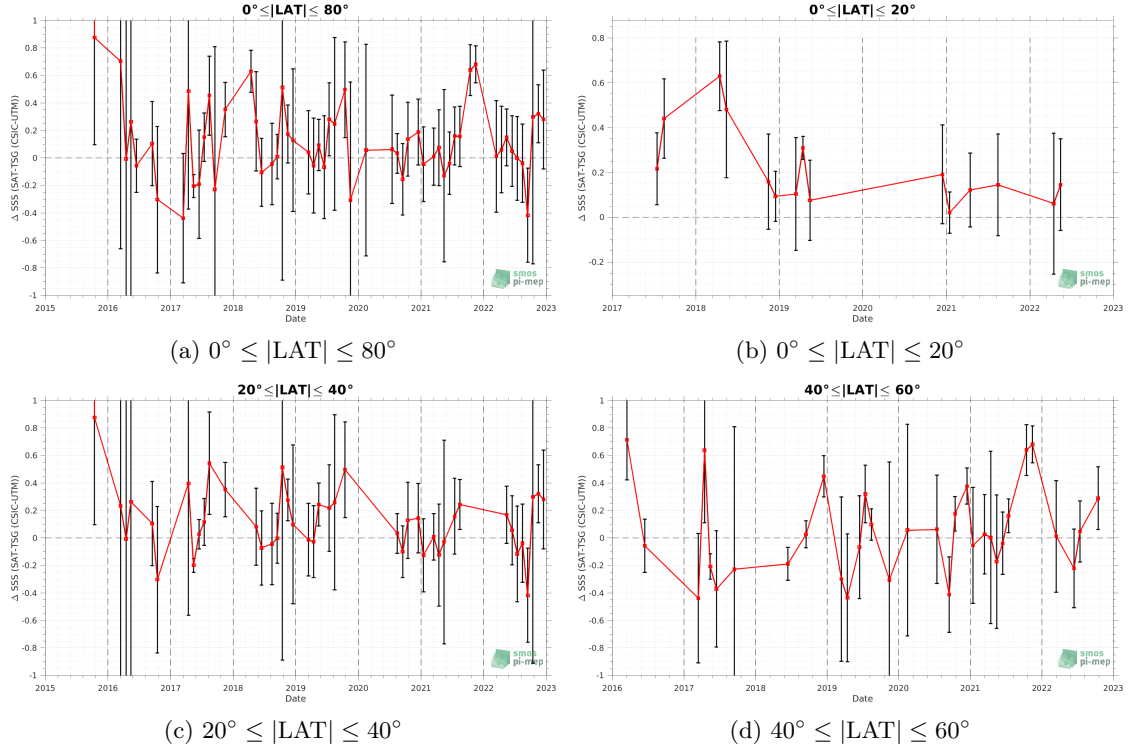 0°≤|LAT|≤ 80°
Δ SSS (SAT-TSG (CSIC-UTM))
1
0.8
0.6
0.4
0.2
0
-0.2
-0.4
-0.6
-0.8
-1
2015 2016 2017 2018 2019 2020 2021 2022 2023
Date
smos
pi-mep
(a) 0° ≤ |LAT| ≤ 80°
0°≤|LAT|≤ 20°
Δ SSS (SAT-TSG (CSIC-UTM))
0.8
0.6
0.4
0.2
0
-0.2
2017 2018 2019 2020 2021 2022 2023
Date
smos
pi-mep
(b) 0° ≤ |LAT| ≤ 20°
20°≤|LAT|≤ 40°
Δ SSS (SAT-TSG (CSIC-UTM))
1
0.8
0.6
0.4
0.2
0
-0.2
-0.4
-0.6
-0.8
-1
2015 2016 2017 2018 2019 2020 2021 2022 2023
Date
smos
pi-mep
(c) 20° ≤ |LAT| ≤ 40°
40°≤|LAT|≤ 60°
Δ SSS (SAT-TSG (CSIC-UTM))
1
0.8
0.6
0.4
0.2
0
-0.2
-0.4
-0.6
-0.8
-1
2016 2017 2018 2019 2020 2021 2022 2023
Date
smos
pi-mep
(d) 40° ≤ |LAT| ≤ 60°